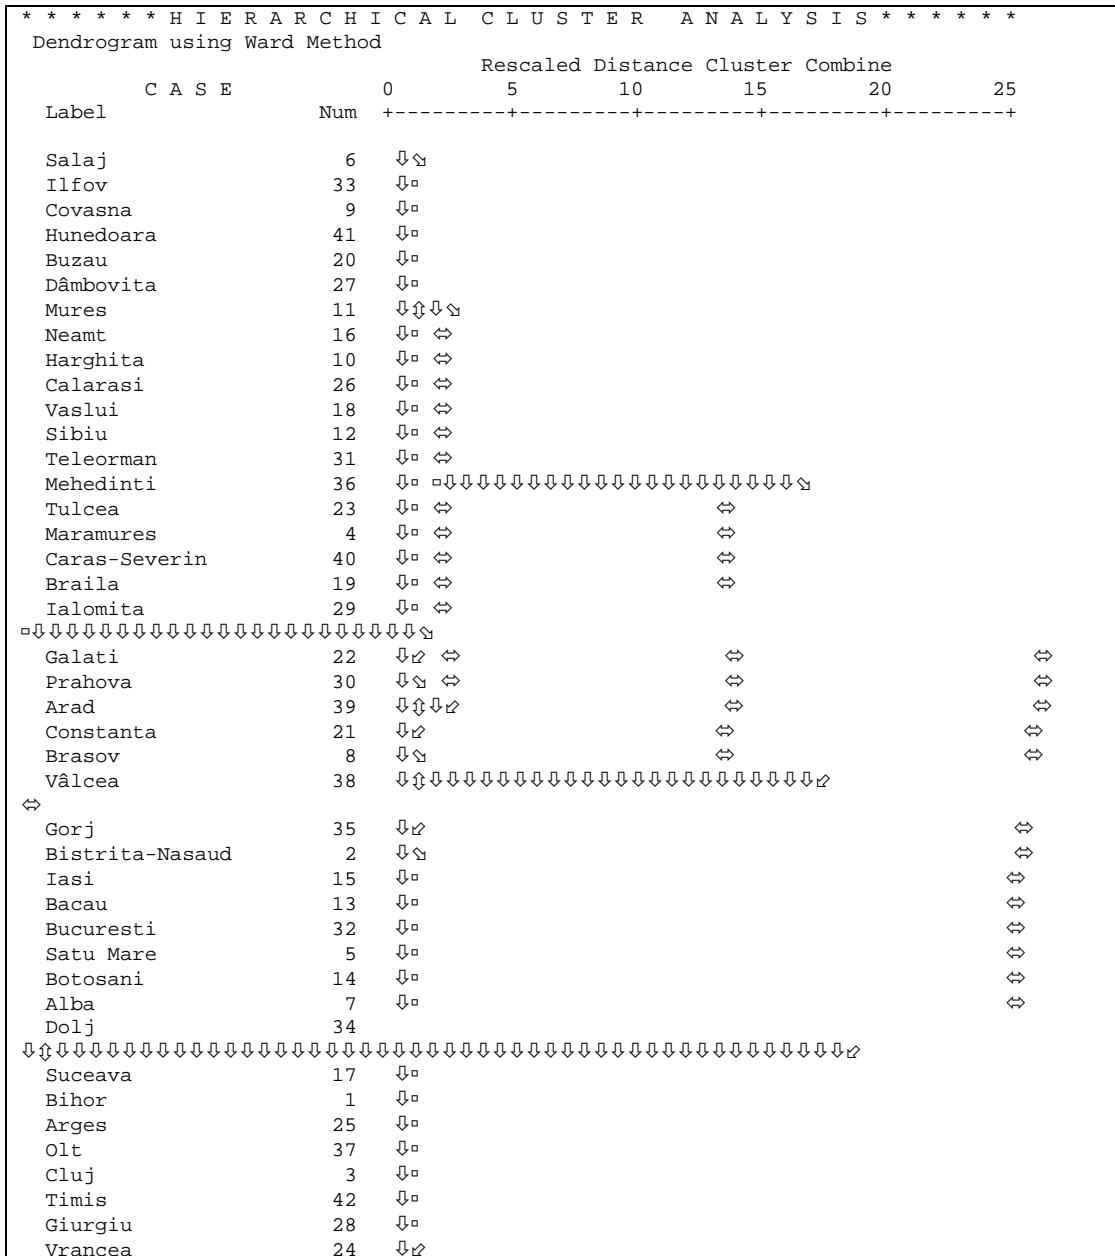 * * * * * * H I E R A R C H I C A L   C L U S T E R   A N A L Y S I S * * * * * *
Dendrogram using Ward Method
Rescaled Distance Cluster Combine
C A S E 0 5 10 15 20 25
Label Num +---------+---------+---------+---------+---------+
Salaj 6 ⇩⬂
Ilfov 33 ⇩▫
Covasna 9 ⇩▫
Hunedoara 41 ⇩▫
Buzau 20 ⇩▫
Dâmbovita 27 ⇩▫
Mures 11 ⇩⇳⇩⬂
Neamt 16 ⇩▫ ⬄
Harghita 10 ⇩▫ ⬄
Calarasi 26 ⇩▫ ⬄
Vaslui 18 ⇩▫ ⬄
Sibiu 12 ⇩▫ ⬄
Teleorman 31 ⇩▫ ⬄
Mehedinti 36 ⇩▫ ▫⇩⇩⇩⇩⇩⇩⇩⇩⇩⇩⇩⇩⇩⇩⇩⇩⇩⇩⇩⇩⇩⬂
Tulcea 23 ⇩▫ ⬄ ⬄
Maramures 4 ⇩▫ ⬄ ⬄
Caras-Severin 40 ⇩▫ ⬄ ⬄
Braila 19 ⇩▫ ⬄ ⬄
Ialomita 29 ⇩▫ ⬄
▫⇩⇩⇩⇩⇩⇩⇩⇩⇩⇩⇩⇩⇩⇩⇩⇩⇩⇩⇩⇩⇩⇩⇩⬂
Galati 22 ⇩⬃ ⬄ ⬄ ⬄
Prahova 30 ⇩⬂ ⬄ ⬄ ⬄
Arad 39 ⇩⇳⇩⬃ ⬄ ⬄
Constanta 21 ⇩⬃ ⬄ ⬄
Brasov 8 ⇩⬂ ⬄ ⬄
Vâlcea 38 ⇩⇳⇩⇩⇩⇩⇩⇩⇩⇩⇩⇩⇩⇩⇩⇩⇩⇩⇩⇩⇩⇩⇩⇩⇩⬃
⬄
Gorj 35 ⇩⬃ ⬄
Bistrita-Nasaud 2 ⇩⬂ ⬄
Iasi 15 ⇩▫ ⬄
Bacau 13 ⇩▫ ⬄
Bucuresti 32 ⇩▫ ⬄
Satu Mare 5 ⇩▫ ⬄
Botosani 14 ⇩▫ ⬄
Alba 7 ⇩▫ ⬄
Dolj 34
⇩⇳⇩⇩⇩⇩⇩⇩⇩⇩⇩⇩⇩⇩⇩⇩⇩⇩⇩⇩⇩⇩⇩⇩⇩⇩⇩⇩⇩⇩⇩⇩⇩⇩⇩⇩⇩⇩⇩⇩⇩⇩⇩⇩⇩⇩⇩⇩⇩⬃
Suceava 17 ⇩▫
Bihor 1 ⇩▫
Arges 25 ⇩▫
Olt 37 ⇩▫
Cluj 3 ⇩▫
Timis 42 ⇩▫
Giurgiu 28 ⇩▫
Vrancea 24 ⇩⬃